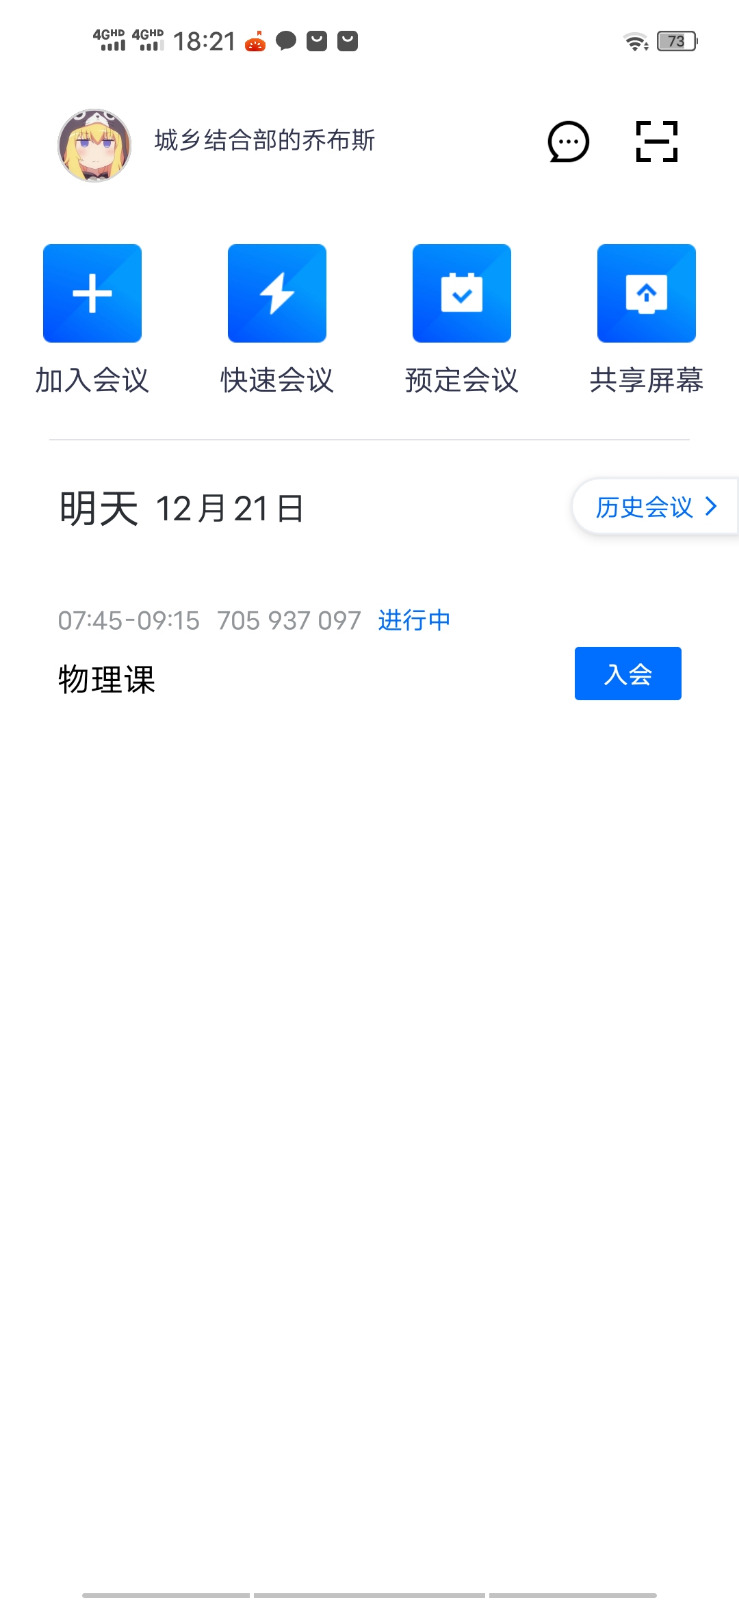 4GHD 4GHD 18:21 73
城乡结合部的乔布斯
加入会议 快速会议 预定会议 共享屏幕
明天 12月21日 历史会议
07:45-09:15 705 937 097 进行中
物理课 入会